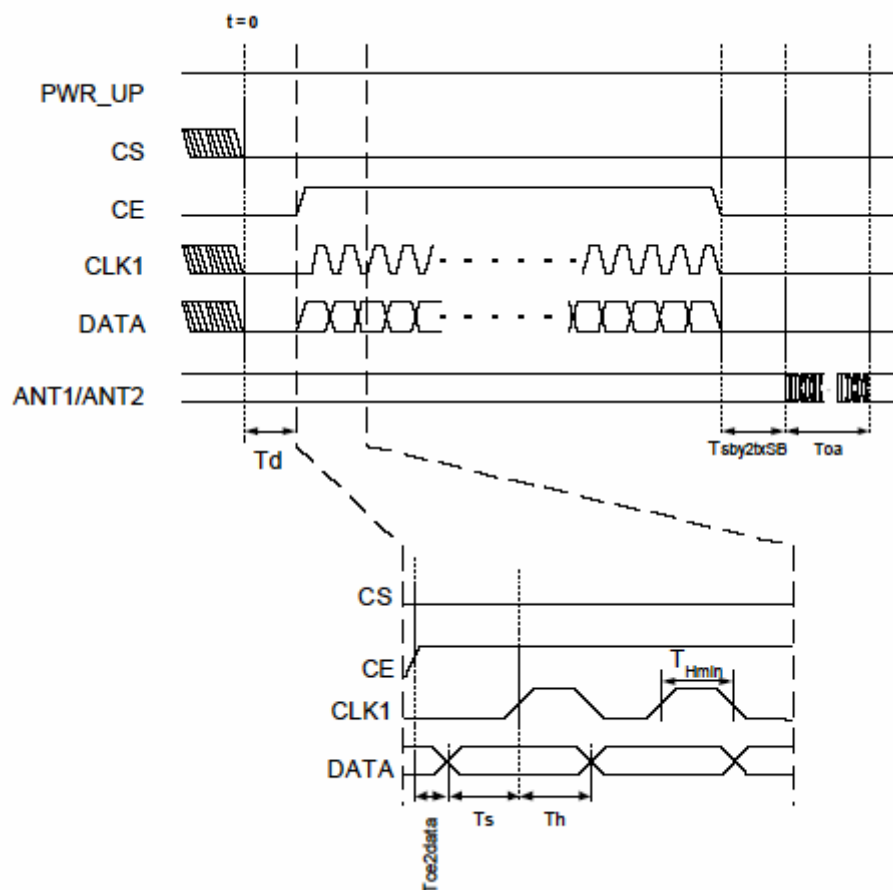 t = 0
PWR_UP
CS
CE
CLK1
DATA
ANT1/ANT2
Td
Tsby2txSB
Toa
CS
CE
THmin
CLK1
DATA
Ts
Th
Tce2data